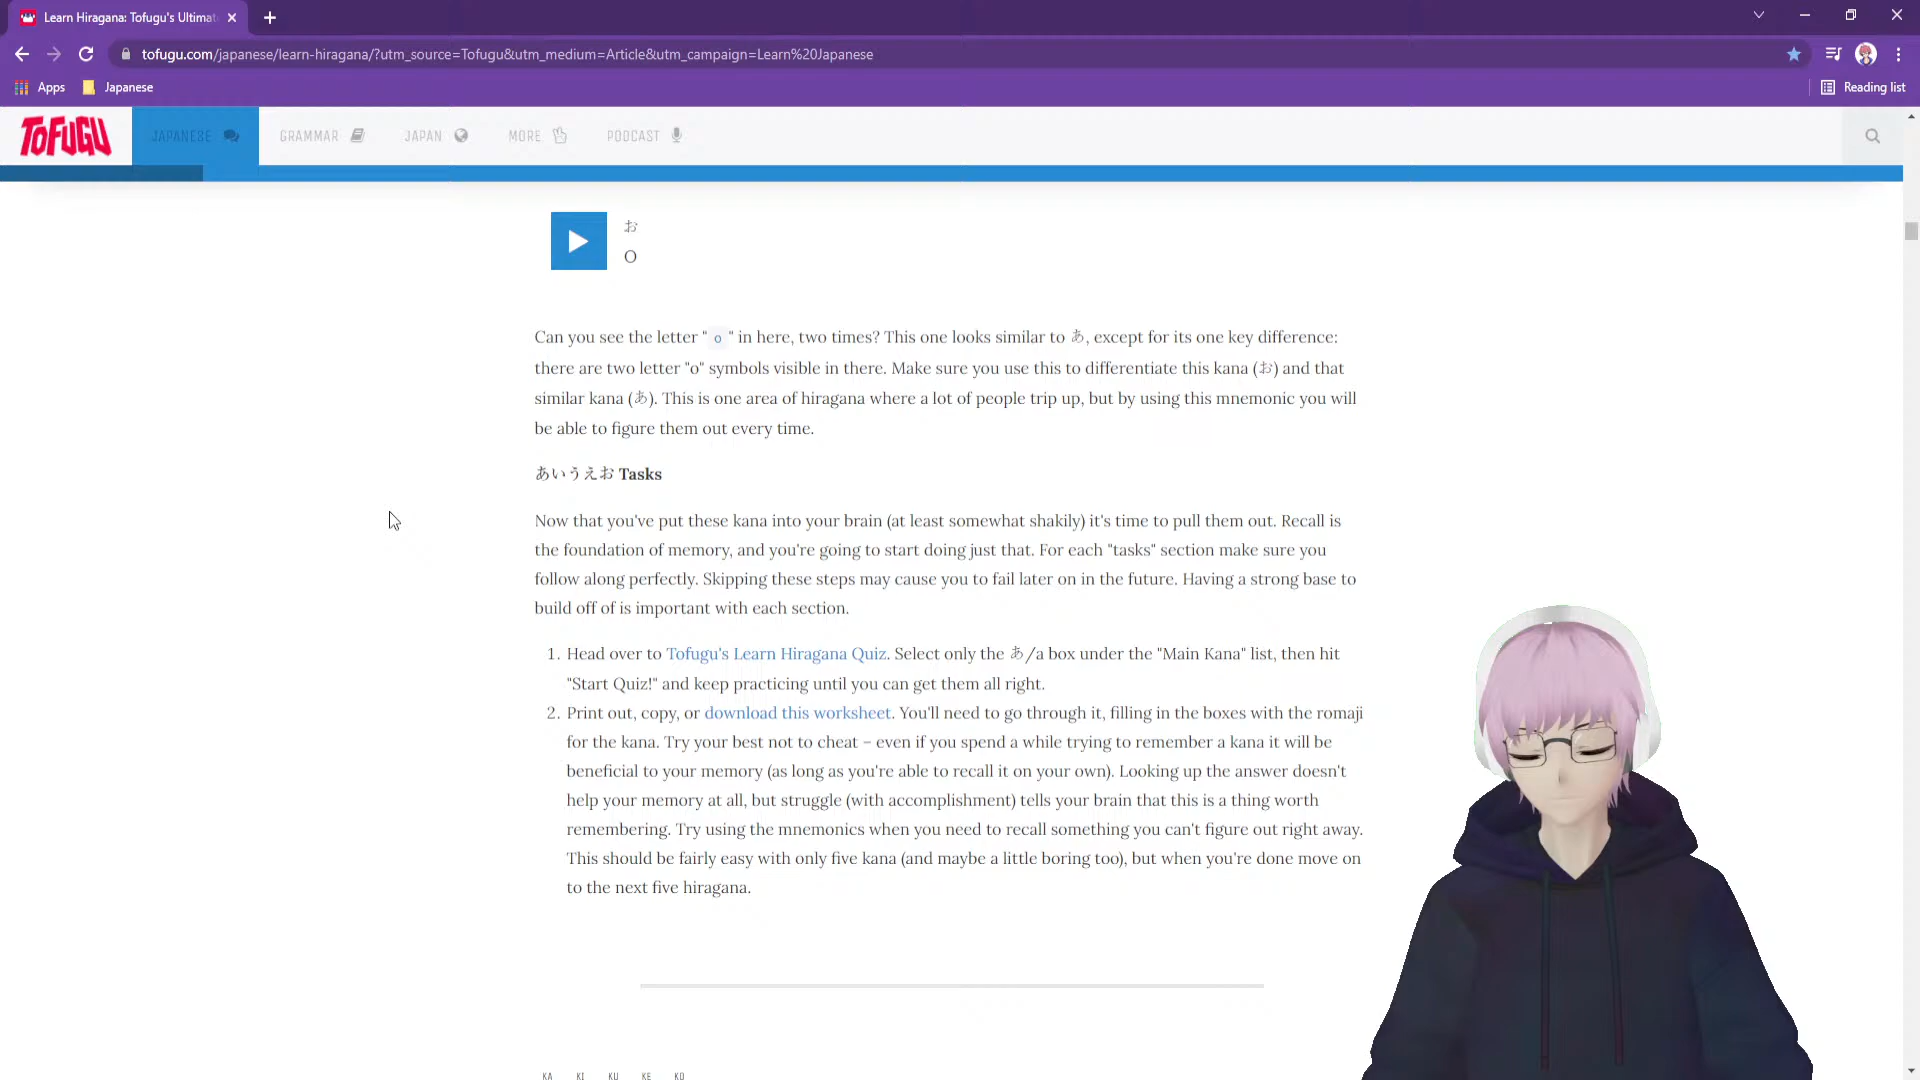 Learn Hiragana: Tofugu's Ultima
tofugu.com/japanese/learn-hiragana/?utm_source=Tofugu&utm_medium=Article&utm_campaign=Learn%20Japanese
Apps
Japanese
Reading list
TOFUGU
JAPANESE
GRAMMAR
JAPAN
MORE
PODCAST
お
O
Can you see the letter " o " in here, two times? This one looks similar to あ, except for its one key difference:
there are two letter "o" symbols visible in there. Make sure you use this to differentiate this kana (お) and that
similar kana (あ). This is one area of hiragana where a lot of people trip up, but by using this mnemonic you will
be able to figure them out every time.
あいうえお Tasks
Now that you've put these kana into your brain (at least somewhat shakily) it's time to pull them out. Recall is
the foundation of memory, and you're going to start doing just that. For each "tasks" section make sure you
follow along perfectly. Skipping these steps may cause you to fail later on in the future. Having a strong base to
build off of is important with each section.
1. Head over to Tofugu's Learn Hiragana Quiz. Select only the あ/a box under the "Main Kana" list, then hit
"Start Quiz!" and keep practicing until you can get them all right.
2. Print out, copy, or download this worksheet. You'll need to go through it, filling in the boxes with the romaji
for the kana. Try your best not to cheat – even if you spend a while trying to remember a kana it will be
beneficial to your memory (as long as you're able to recall it on your own). Looking up the answer doesn't
help your memory at all, but struggle (with accomplishment) tells your brain that this is a thing worth
remembering. Try using the mnemonics when you need to recall something you can't figure out right away.
This should be fairly easy with only five kana (and maybe a little boring too), but when you're done move on
to the next five hiragana.
KA KI KU KE KO